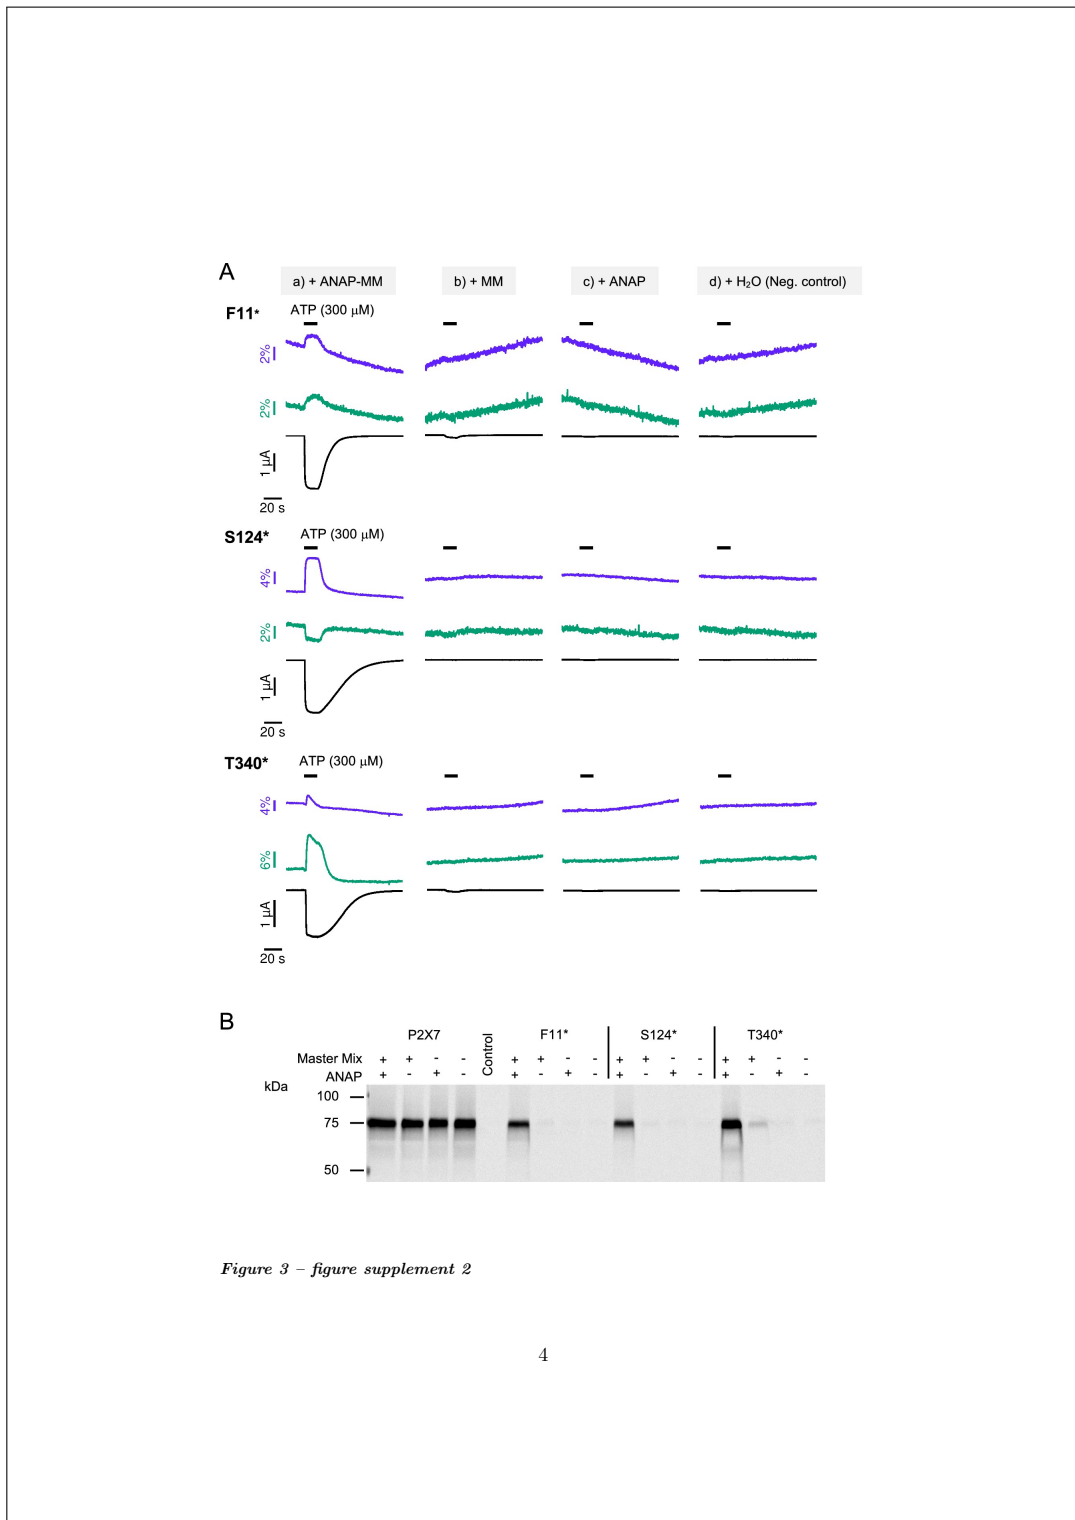 A
a) + ANAP-MM b) + MM c) + ANAP d) + H₂O (Neg. control)
F11* ATP (300 µM)
2%
2%
1 µA
20 s
S124* ATP (300 µM)
4%
2%
1 µA
20 s
T340* ATP (300 µM)
4%
6%
1 µA
20 s
B
P2X7 Control F11* S124* T340*
Master Mix + + - - + + - - + + - - + + - -
ANAP + - + - + - + - + - + - + - + -
kDa
100
75
50
Figure 3 – figure supplement 2
4